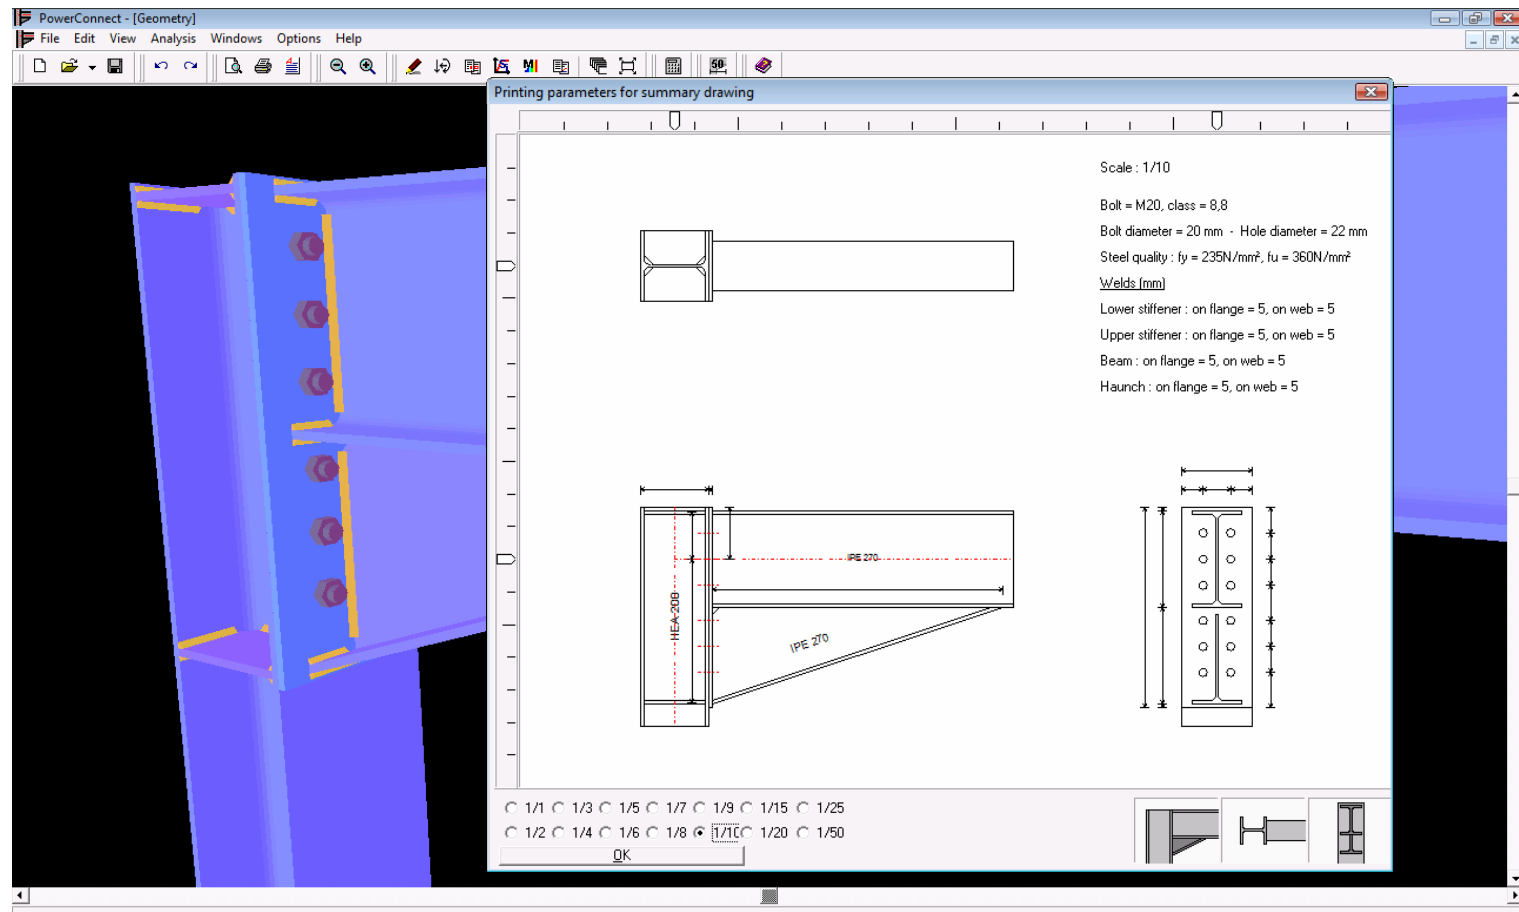 PowerConnect - [Geometry]
File Edit View Analysis Windows Options Help
50
Printing parameters for summary drawing
Scale : 1/10
Bolt = M20, class = 8,8
Bolt diameter = 20 mm - Hole diameter = 22 mm
Steel quality : fy = 235N/mm², fu = 360N/mm²
Welds (mm)
Lower stiffener : on flange = 5, on web = 5
Upper stiffener : on flange = 5, on web = 5
Beam : on flange = 5, on web = 5
Haunch : on flange = 5, on web = 5
IPE 270
HEA 200
IPE 270
1/1 1/3 1/5 1/7 1/9 1/15 1/25
1/2 1/4 1/6 1/8 1/10 1/20 1/50
OK